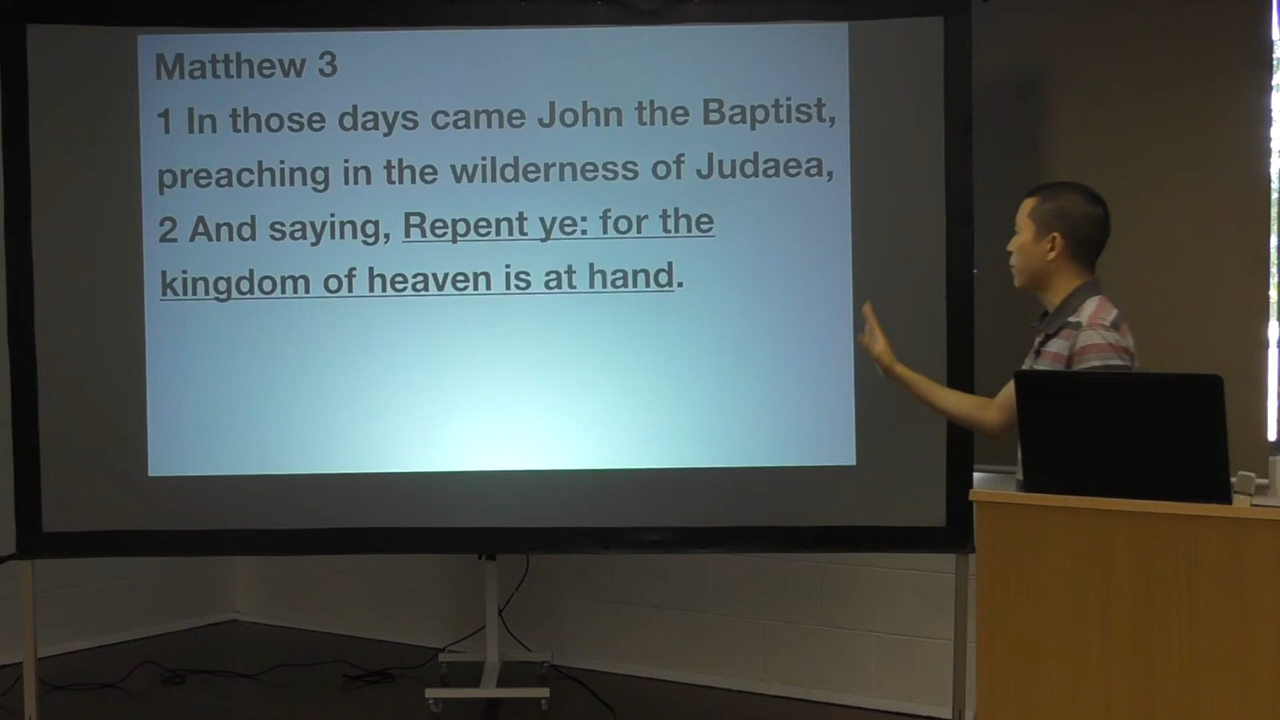 Matthew 3
1 In those days came John the Baptist,
preaching in the wilderness of Judaea,
2 And saying, Repent ye: for the
kingdom of heaven is at hand.